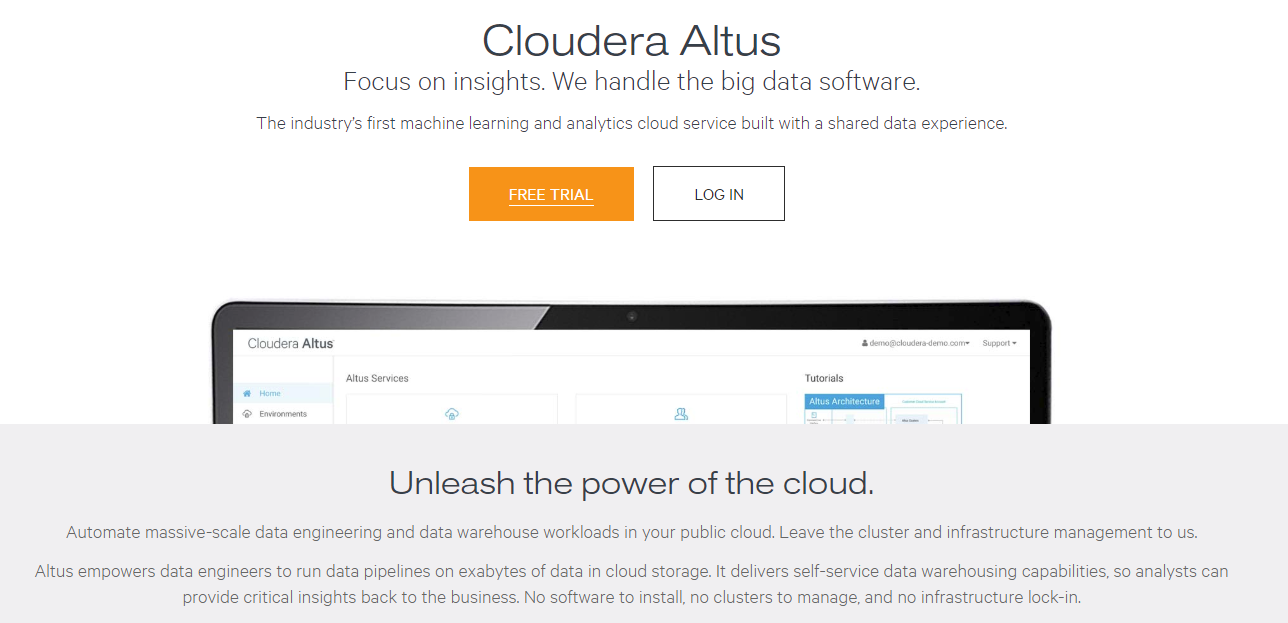 Cloudera Altus
Focus on insights. We handle the big data software.
The industry's first machine learning and analytics cloud service built with a shared data experience.
FREE TRIAL
LOG IN
Cloudera Altus
demo@cloudera-demo.com
Support
Altus Services
Tutorials
Home
Altus Architecture
Environments
Unleash the power of the cloud.
Automate massive-scale data engineering and data warehouse workloads in your public cloud. Leave the cluster and infrastructure management to us.
Altus empowers data engineers to run data pipelines on exabytes of data in cloud storage. It delivers self-service data warehousing capabilities, so analysts can
provide critical insights back to the business. No software to install, no clusters to manage, and no infrastructure lock-in.